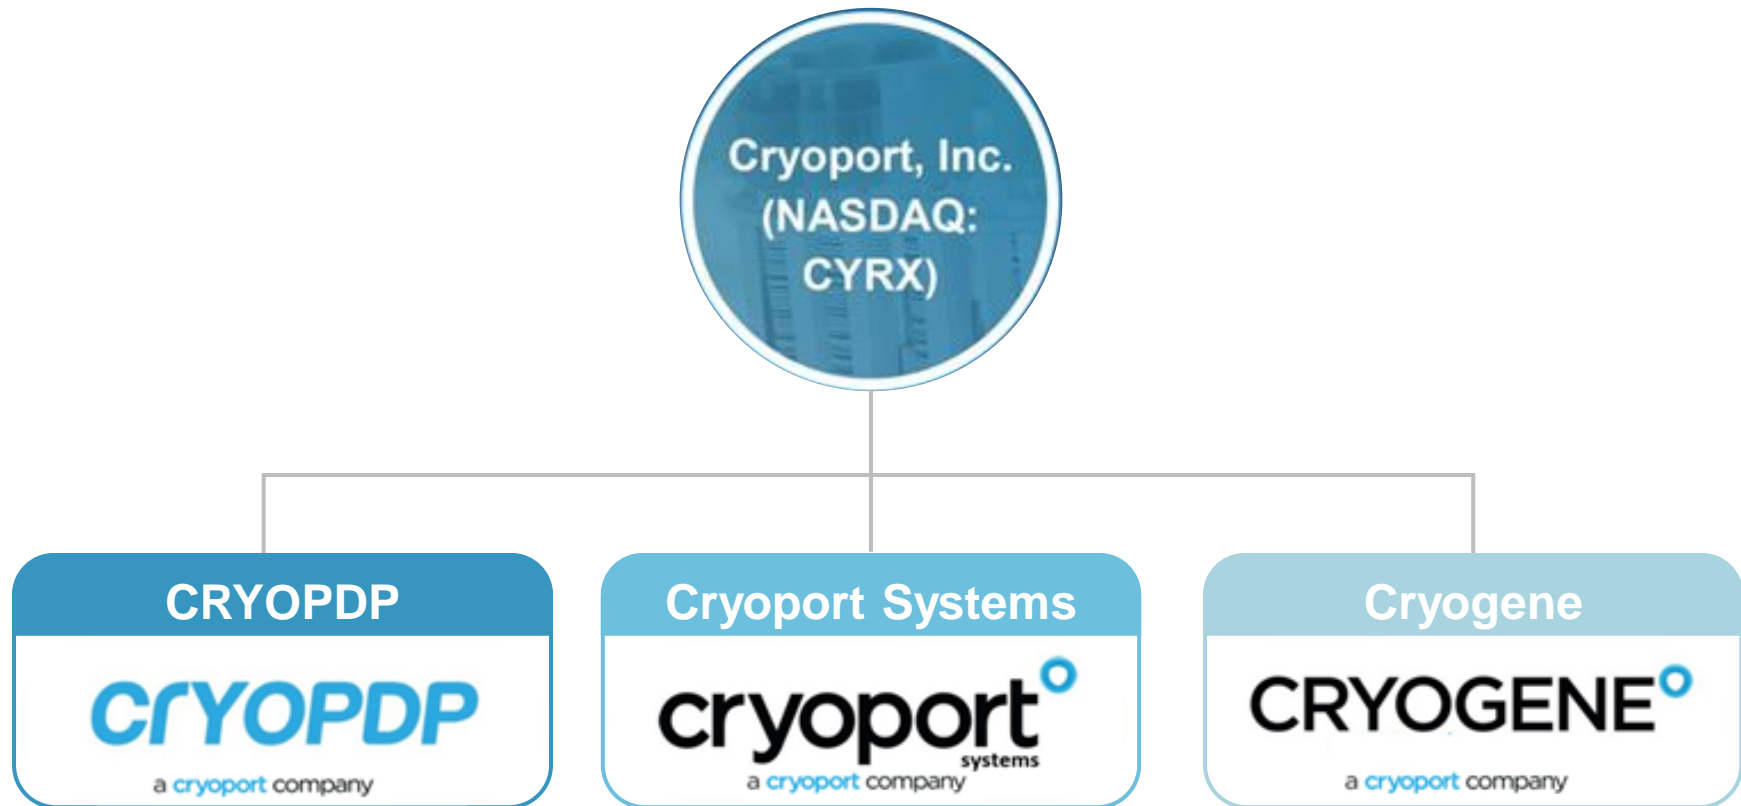 Cryoport, Inc.
(NASDAQ:
CYRX)
CRYOPDP
Cryoport Systems
Cryogene
CrYOPDP
a cryoport company
cryoport
systems
a cryoport company
CRYOGENE
a cryoport company